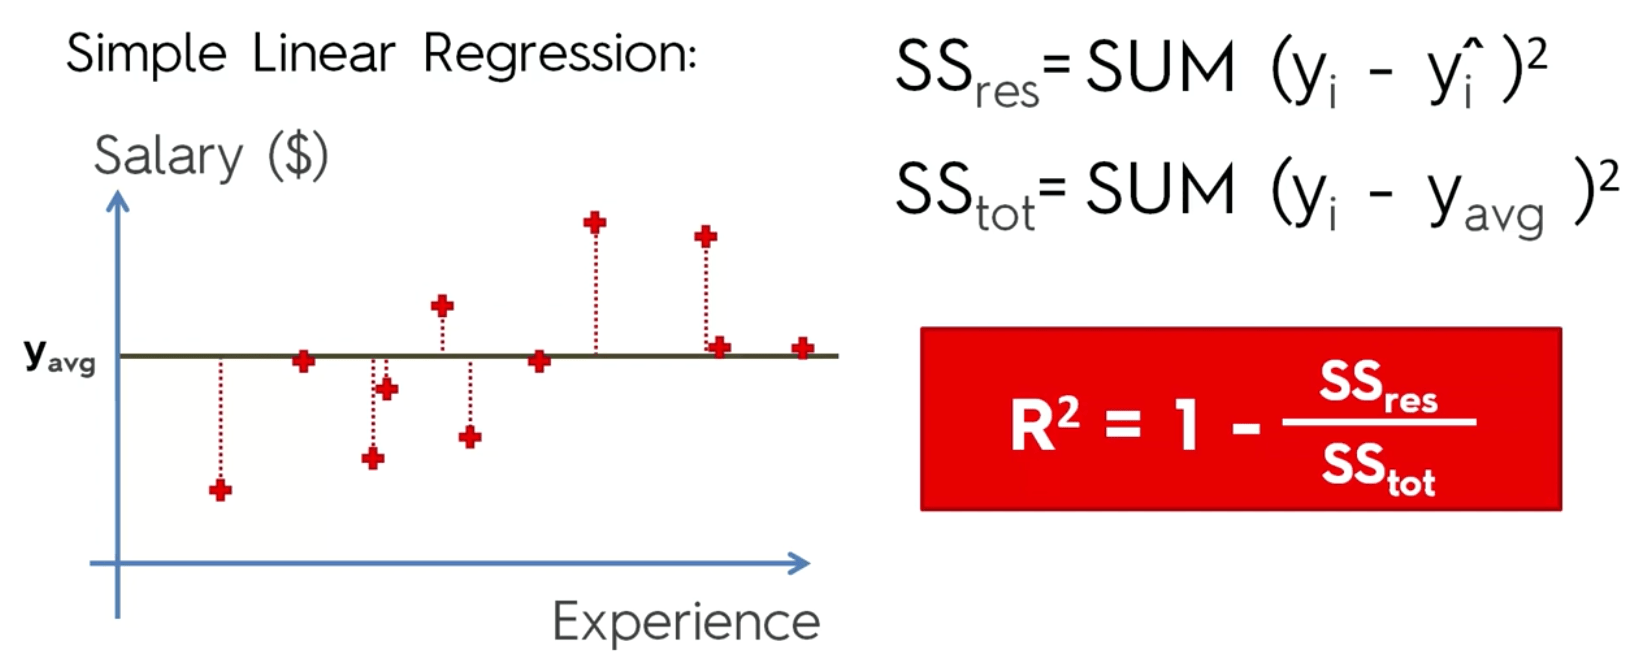 Simple Linear Regression:
Salary ($)
y_avg
Experience
SS_res = SUM (y_i - y_i^ )²
SS_tot = SUM (y_i - y_avg )²
R² = 1 - SS_res / SS_tot